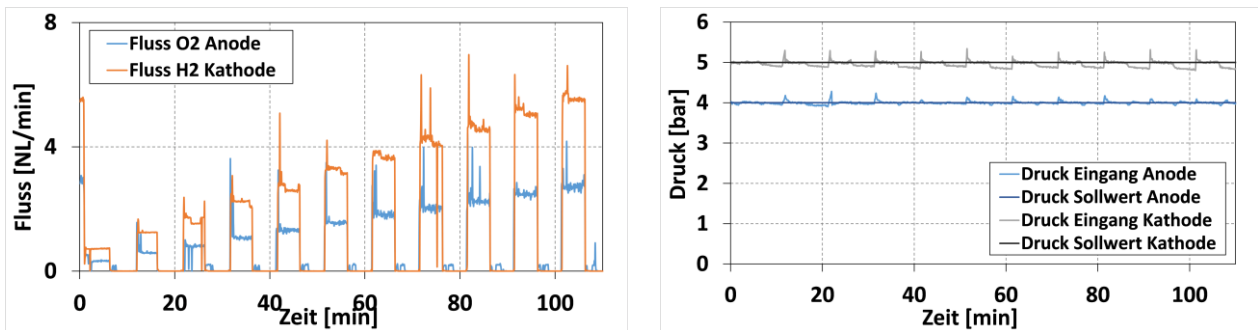 8
Fluss O2 Anode
Fluss H2 Kathode
4
0
Fluss [NL/min]
0 20 40 60 80 100
Zeit [min]
6
5
4
3
2
1
0
Druck [bar]
Druck Eingang Anode
Druck Sollwert Anode
Druck Eingang Kathode
Druck Sollwert Kathode
0 20 40 60 80 100
Zeit [min]